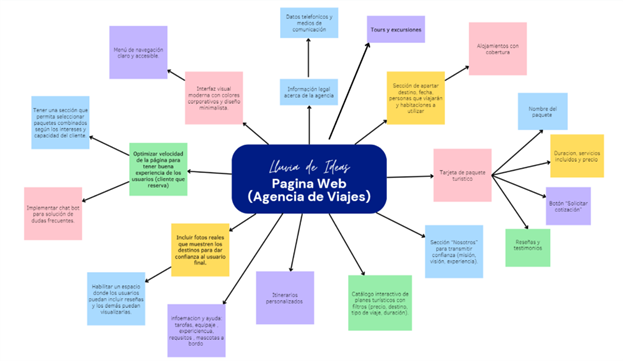 Datos telefónicos y
medios de
comunicación
Tours y excursiones
Alojamientos con
cobertura
Menú de navegación
claro y accesible.
Interfaz visual
moderna con colores
corporativos y diseño
minimalista.
Información legal
acerca de la agencia
Sección de apartar
destino, fecha,
personas que viajarán
y habitaciones a
utilizar
Tener una sección que
permita seleccionar
paquetes combinados
según los intereses y
capacidad del cliente.
Optimizar velocidad
de la página para
tener buena
experiencia de los
usuarios (cliente que
reserva)
Lluvia de Ideas
Pagina Web
(Agencia de Viajes)
Tarjeta de paquete
turístico
Nombre del
paquete
Duracion, servicios
incluidos y precio
Botón "Solicitar
cotización"
Reseñas y
testimonios
Implementar chat bot
para solución de
dudas frecuentes.
Incluir fotos reales
que muestren los
destinos para dar
confianza al usuario
final.
Sección "Nosotros"
para transmitir
confianza (misión,
visión, experiencia).
Habilitar un espacio
donde los usuarios
puedan incluir reseñas
y los demás puedan
visualizarlas.
Informacion y ayuda:
tarofas, equipaje,
experiencias,
requisitos, mascotas a
bordo
Itinerarios
personalizados
Catálogo interactivo de
planes turísticos con
filtros (precio, destino,
tipo de viaje, duración).